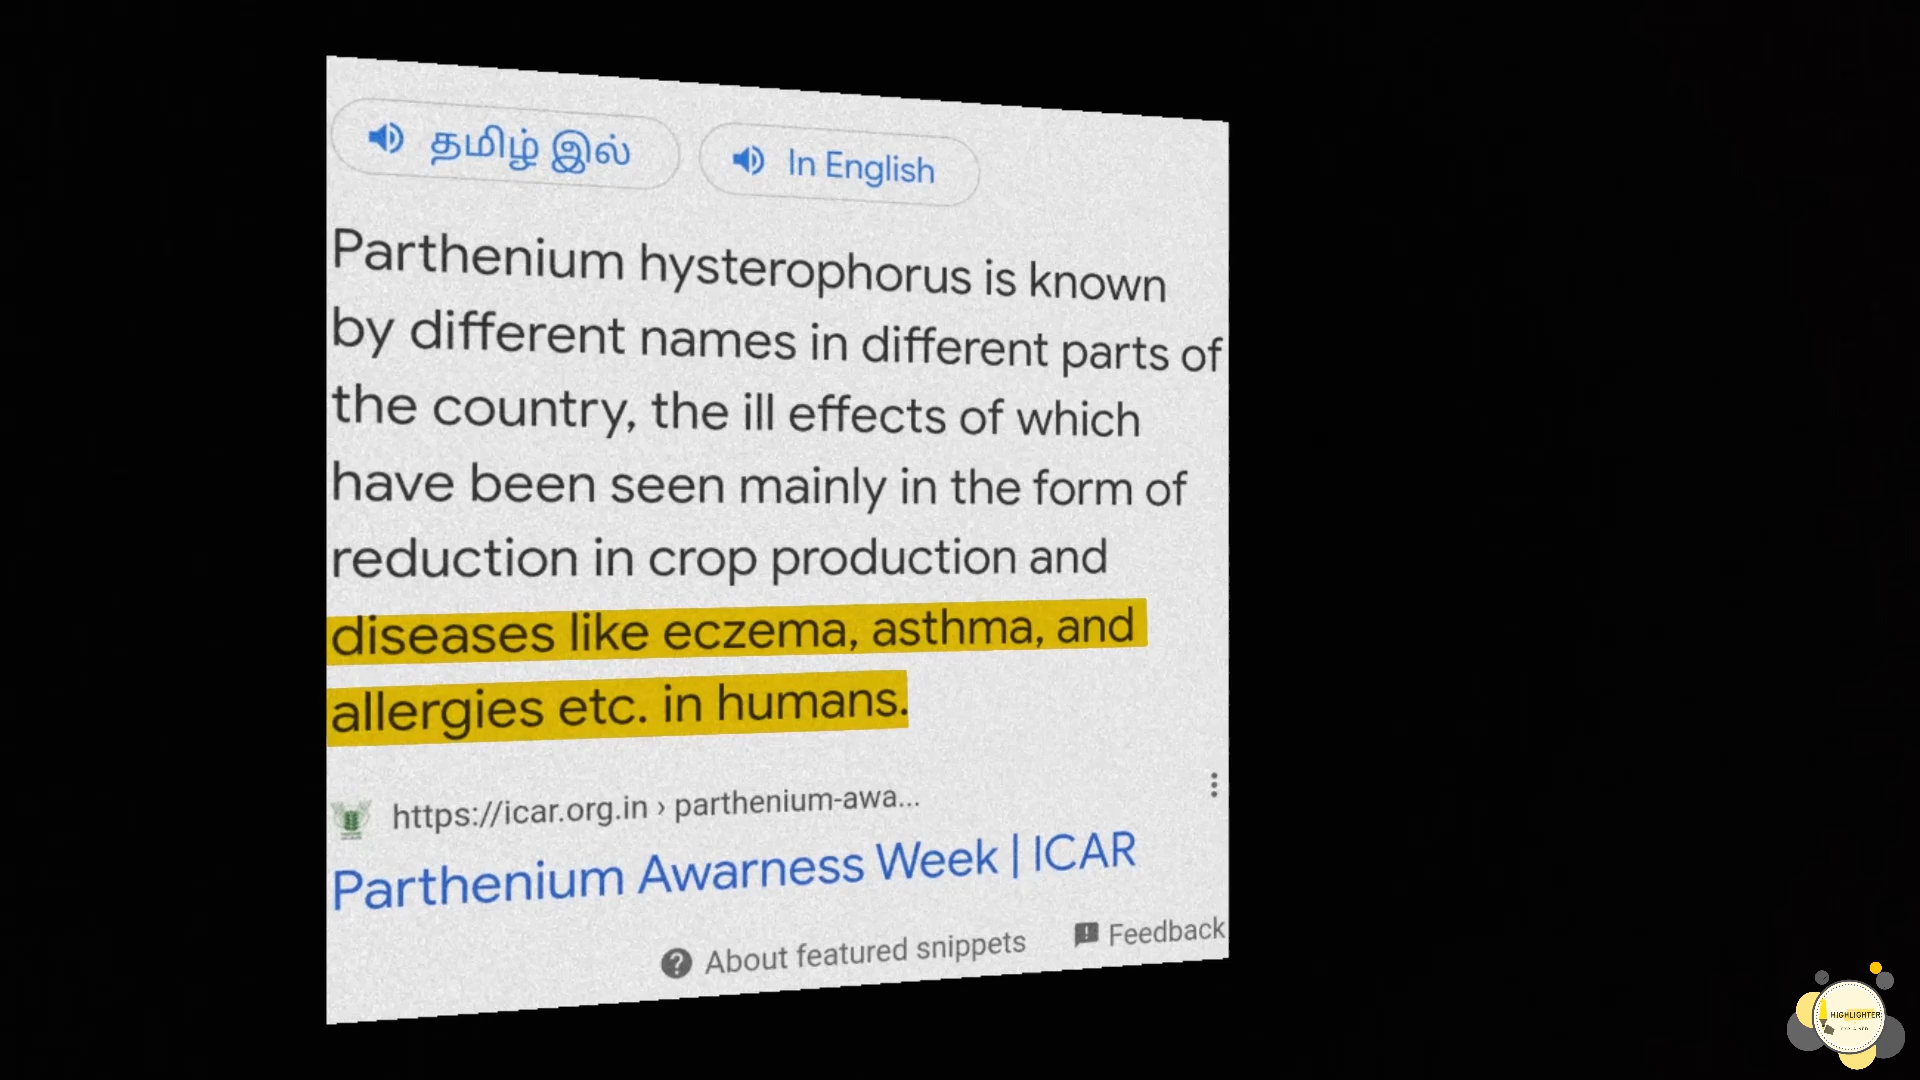 தமிழ் இல்
In English
Parthenium hysterophorus is known
by different names in different parts of
the country, the ill effects of which
have been seen mainly in the form of
reduction in crop production and
diseases like eczema, asthma, and
allergies etc. in humans.
https://icar.org.in › parthenium-awa...
Parthenium Awarness Week | ICAR
About featured snippets
Feedback
HIGHLIGHTER